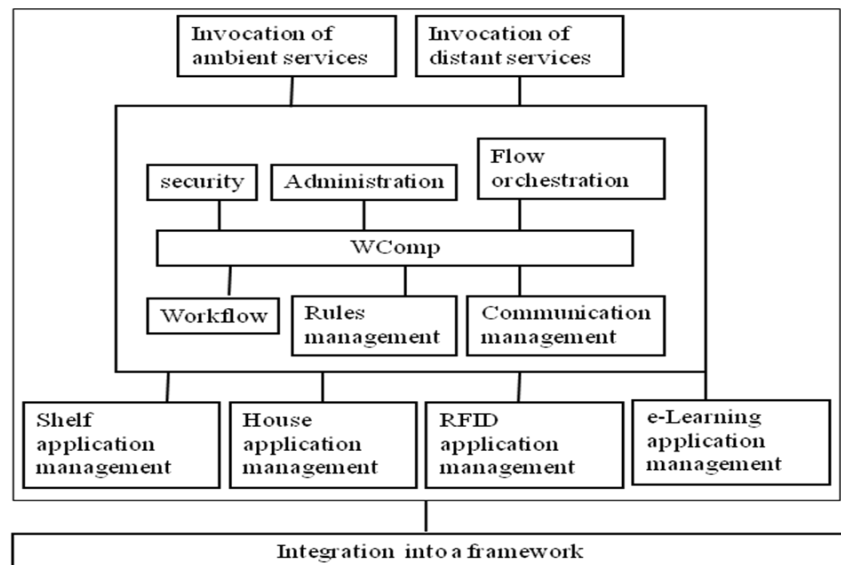 Invocation of
ambient services
Invocation of
distant services
security
Administration
Flow
orchestration
WComp
Workflow
Rules
management
Communication
management
Shelf
application
management
House
application
management
RFID
application
management
e-Learning
application
management
Integration into a framework